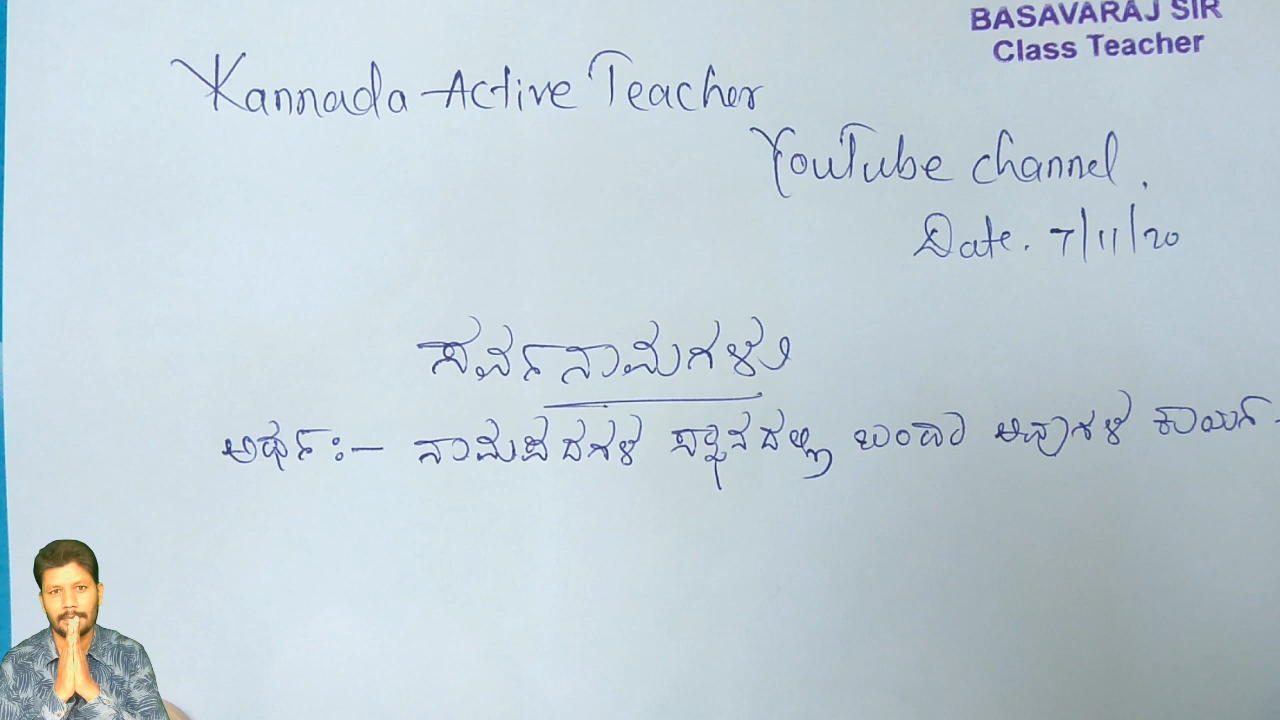 BASAVARAJ SIR
Class Teacher
Kannada Active Teacher
YouTube channel.
Date. 7/11/20
ಸರ್ವನಾಮಗಳು
ಅರ್ಥ:- ನಾಮಪದಗಳ ಸ್ಥಾನದಲ್ಲಿ ಬಂದು ಅವುಗಳ ಕಾರ್ಯ